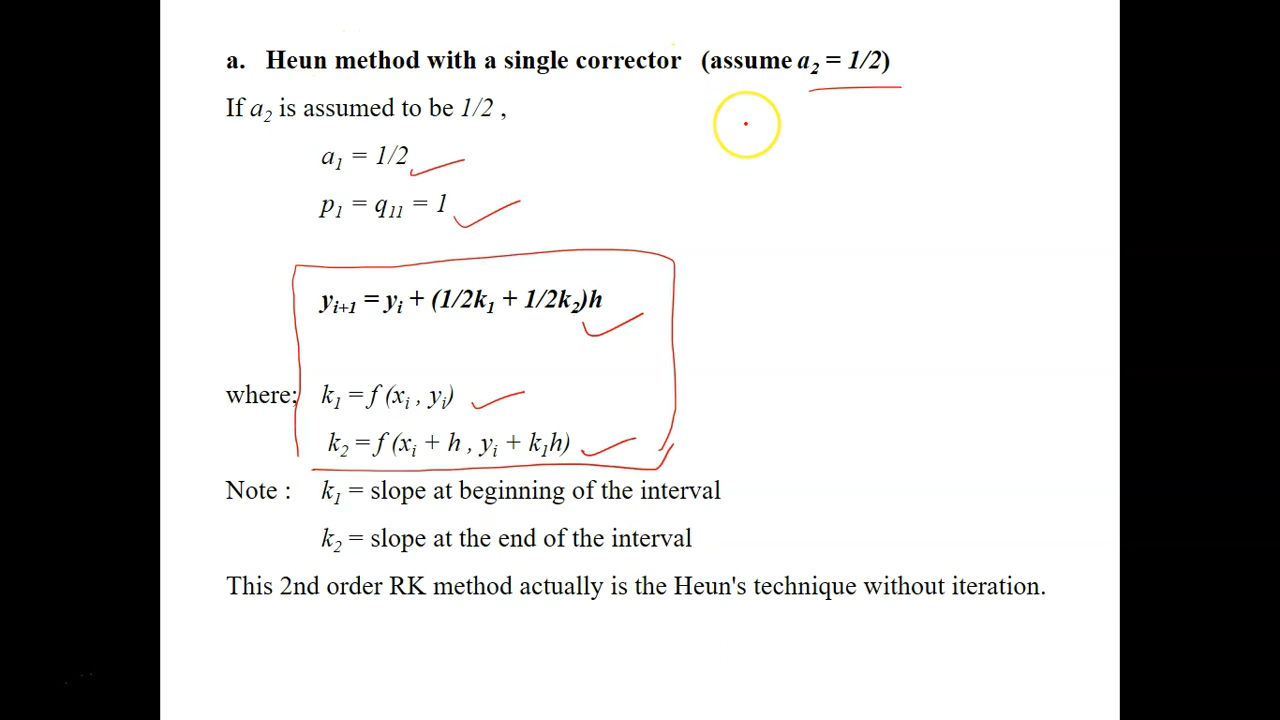 a. Heun method with a single corrector (assume a₂ = 1/2)
If a₂ is assumed to be 1/2 ,
a₁ = 1/2
p₁ = q₁₁ = 1
yᵢ₊₁ = yᵢ + (1/2k₁ + 1/2k₂)h
where; k₁ = f (xᵢ , yᵢ)
k₂ = f (xᵢ + h , yᵢ + k₁h)
Note : k₁ = slope at beginning of the interval
k₂ = slope at the end of the interval
This 2nd order RK method actually is the Heun's technique without iteration.